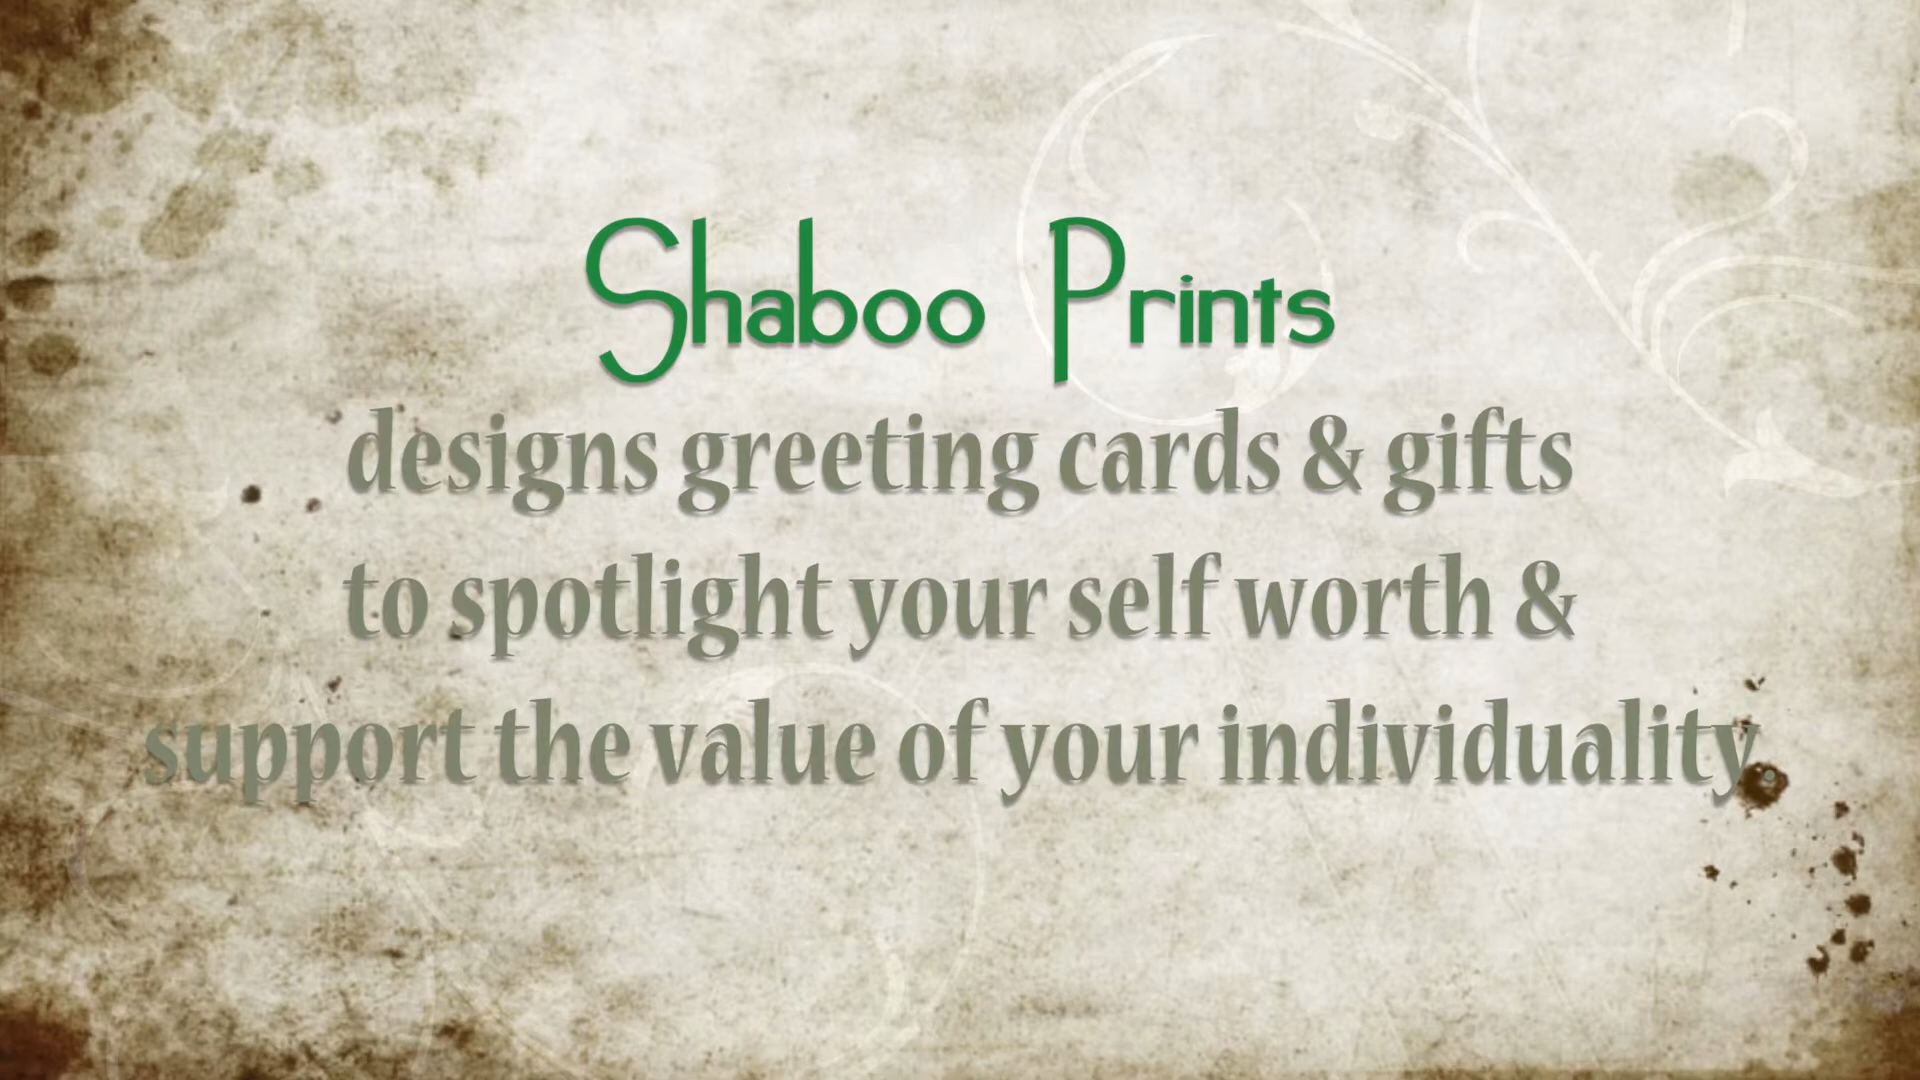 Shaboo Prints
designs greeting cards & gifts
to spotlight your self worth &
support the value of your individuality.